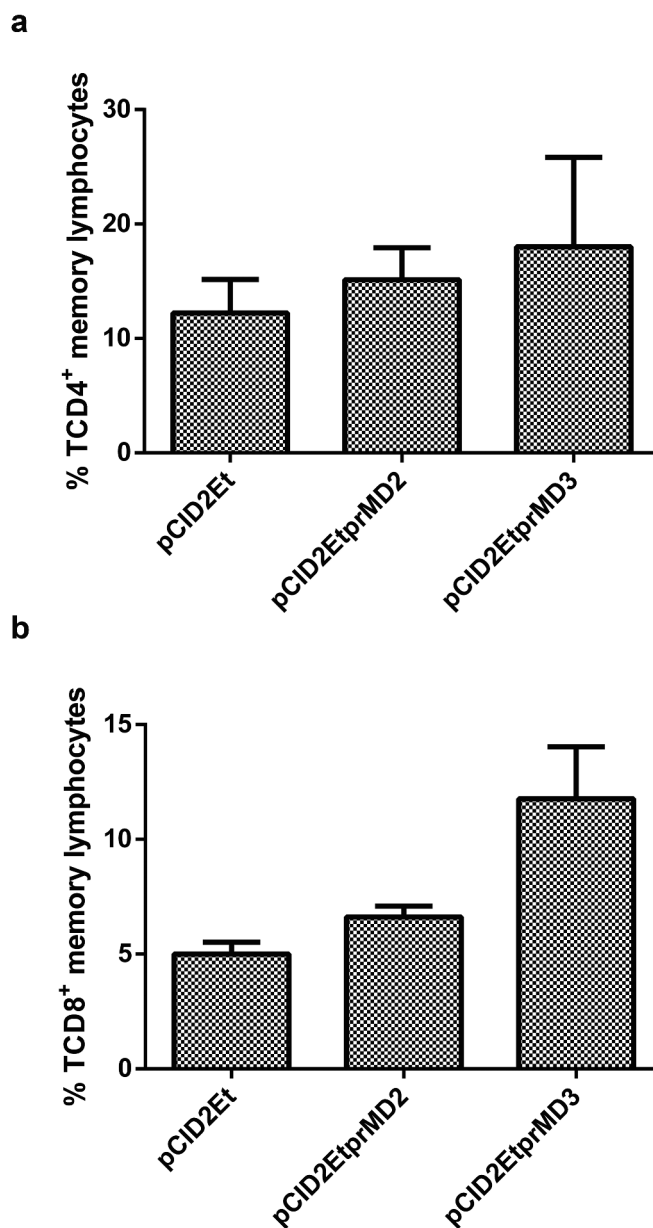 a
% TCD4⁺ memory lymphocytes
30
20
10
0
pCID2Et
pCID2EtprMD2
pCID2EtprMD3
b
% TCD8⁺ memory lymphocytes
15
10
5
0
pCID2Et
pCID2EtprMD2
pCID2EtprMD3